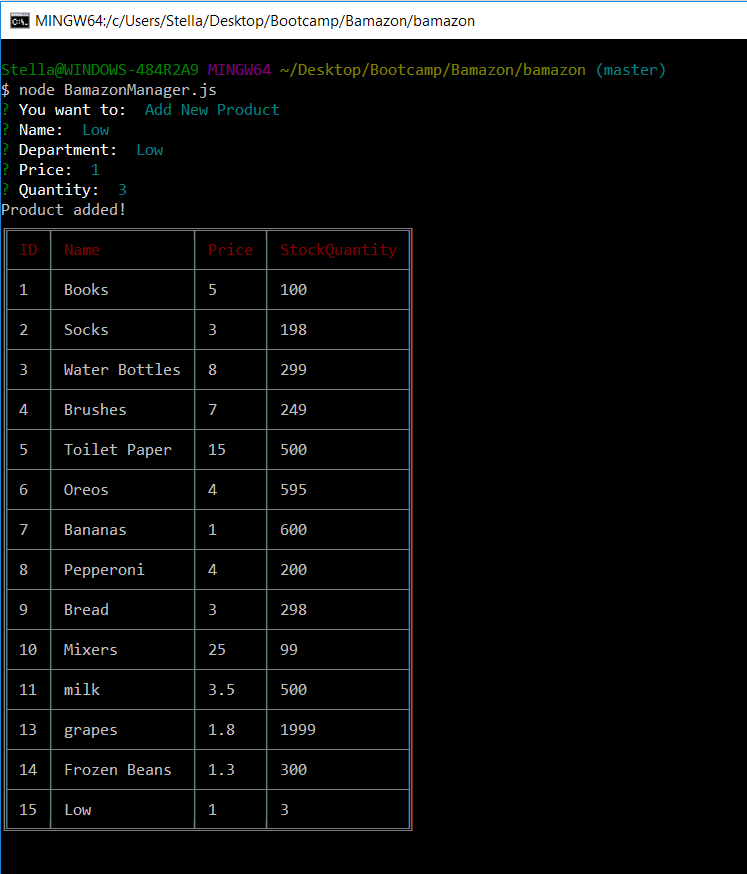 MINGW64:/c/Users/Stella/Desktop/Bootcamp/Bamazon/bamazon
Stella@WINDOWS-484R2A9 MINGW64 ~/Desktop/Bootcamp/Bamazon/bamazon (master)
$ node BamazonManager.js
? You want to:  Add New Product
? Name:  Low
? Department:  Low
? Price:  1
? Quantity:  3
Product added!
ID Name Price StockQuantity
1 Books 5 100
2 Socks 3 198
3 Water Bottles 8 299
4 Brushes 7 249
5 Toilet Paper 15 500
6 Oreos 4 595
7 Bananas 1 600
8 Pepperoni 4 200
9 Bread 3 298
10 Mixers 25 99
11 milk 3.5 500
13 grapes 1.8 1999
14 Frozen Beans 1.3 300
15 Low 1 3